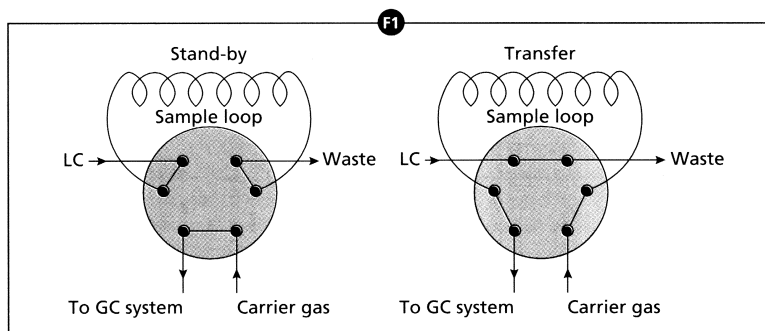 F1
Stand-by
Transfer
Sample loop
Sample loop
LC
Waste
LC
Waste
To GC system
Carrier gas
To GC system
Carrier gas